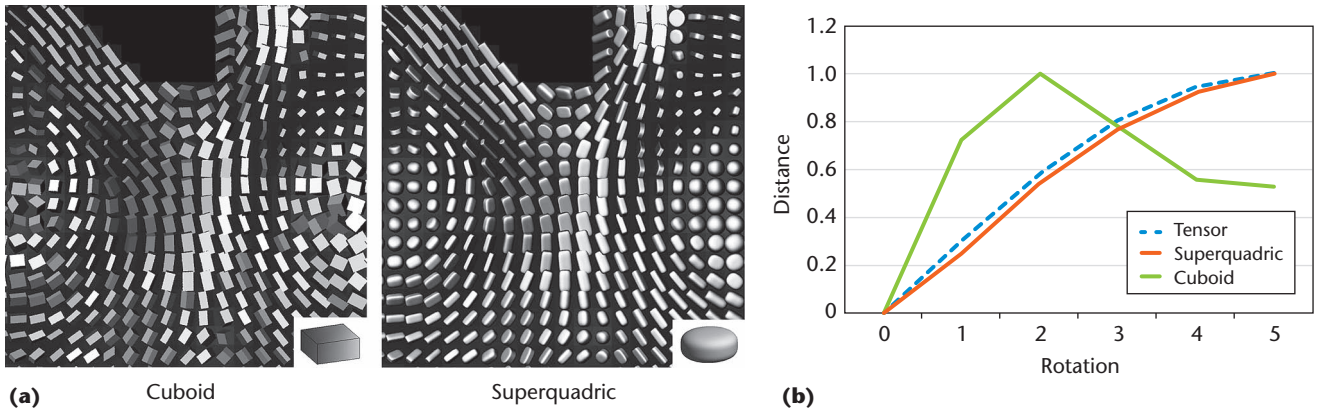 (a)
Cuboid
Superquadric
1.2
1.0
0.8
0.6
0.4
0.2
0
Distance
0 1 2 3 4 5
Rotation
Tensor
Superquadric
Cuboid
(b)